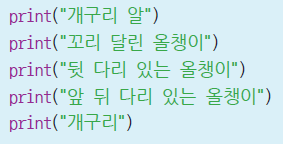 print("개구리 알")
print("꼬리 달린 올챙이")
print("뒷 다리 있는 올챙이")
print("앞 뒤 다리 있는 올챙이")
print("개구리")